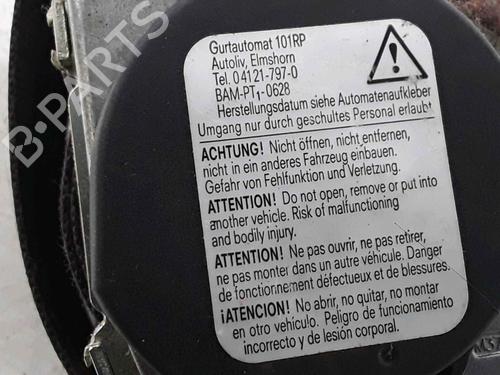 Gurtautomat 101RP
Autoliv, Elmshorn
Tel. 04121-797-0
BAM-PT₁-0628
Herstellungsdatum siehe Automatenaufkleber
Umgang nur durch geschultes Personal erlaubt
ACHTUNG! Nicht öffnen, nicht entfernen,
nicht in ein anderes Fahrzeug einbauen.
Gefahr von Fehlfunktion und Verletzung.
ATTENTION! Do not open, remove or put into
another vehicle. Risk of malfunctioning
and bodily injury.
ATTENTION! Ne pas ouvrir, ne pas retirer,
ne pas monter dans un autre véhicule. Danger
de fonctionnement défectueux et de blessures.
¡ATENCION! No abrir, no quitar, no montar
en otro vehículo. Peligro de funcionamiento
incorrecto y de lesión corporal.
B-PARTS